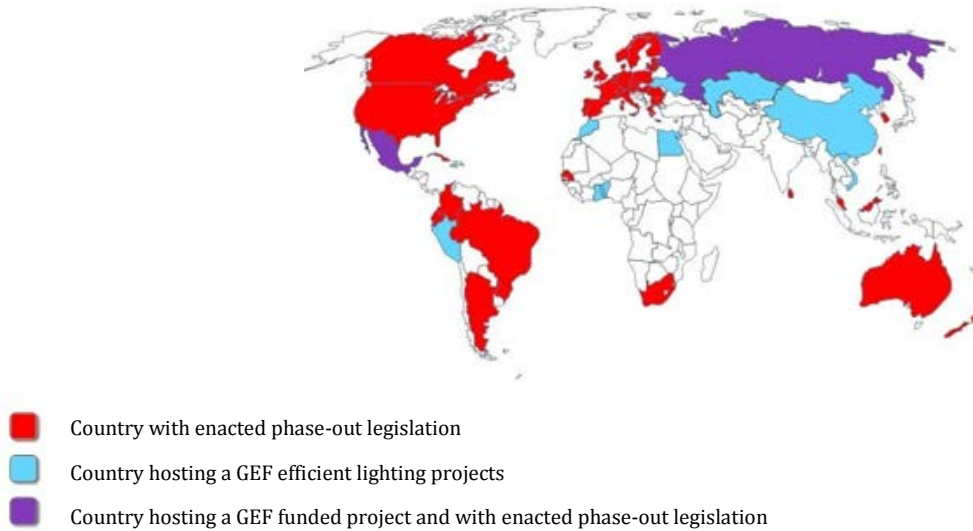 Country with enacted phase-out legislation
Country hosting a GEF efficient lighting projects
Country hosting a GEF funded project and with enacted phase-out legislation